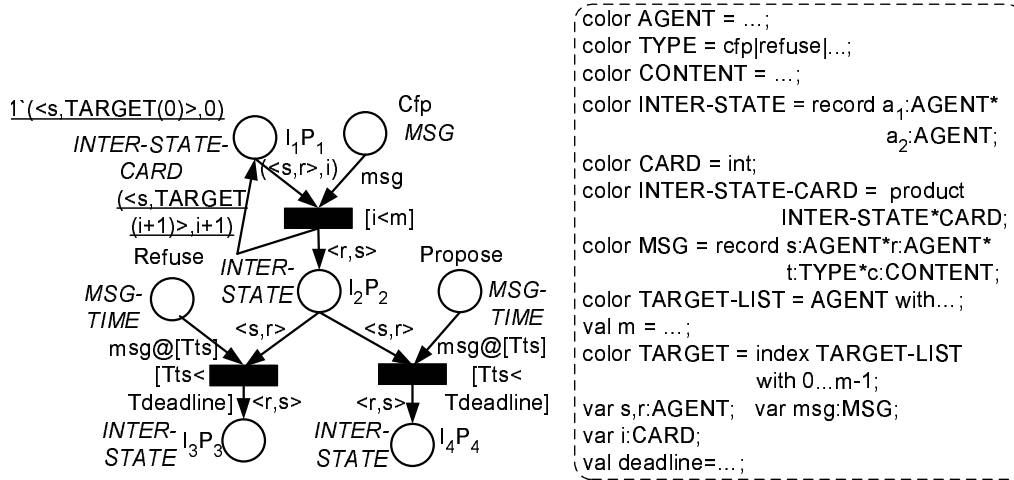 1`(<s,TARGET(0)>,0)
Cfp
MSG
I1P1
INTER-STATE-
CARD
(<s,r>,i)
msg
(<s,TARGET
(i+1)>,i+1)
[i<m]
<r,s>
Refuse
INTER-
STATE
Propose
I2P2
MSG-
TIME
MSG-
TIME
<s,r>
<s,r>
msg@[Tts]
msg@[Tts]
[Tts<
Tdeadline]
[Tts<
Tdeadline]
<r,s>
<r,s>
INTER-
STATE
I3P3
INTER-
STATE
I4P4
color AGENT = ...;
color TYPE = cfp|refuse|...;
color CONTENT = ...;
color INTER-STATE = record a1:AGENT*
a2:AGENT;
color CARD = int;
color INTER-STATE-CARD = product
INTER-STATE*CARD;
color MSG = record s:AGENT*r:AGENT*
t:TYPE*c:CONTENT;
color TARGET-LIST = AGENT with...;
val m = ...;
color TARGET = index TARGET-LIST
with 0...m-1;
var s,r:AGENT; var msg:MSG;
var i:CARD;
val deadline=...;